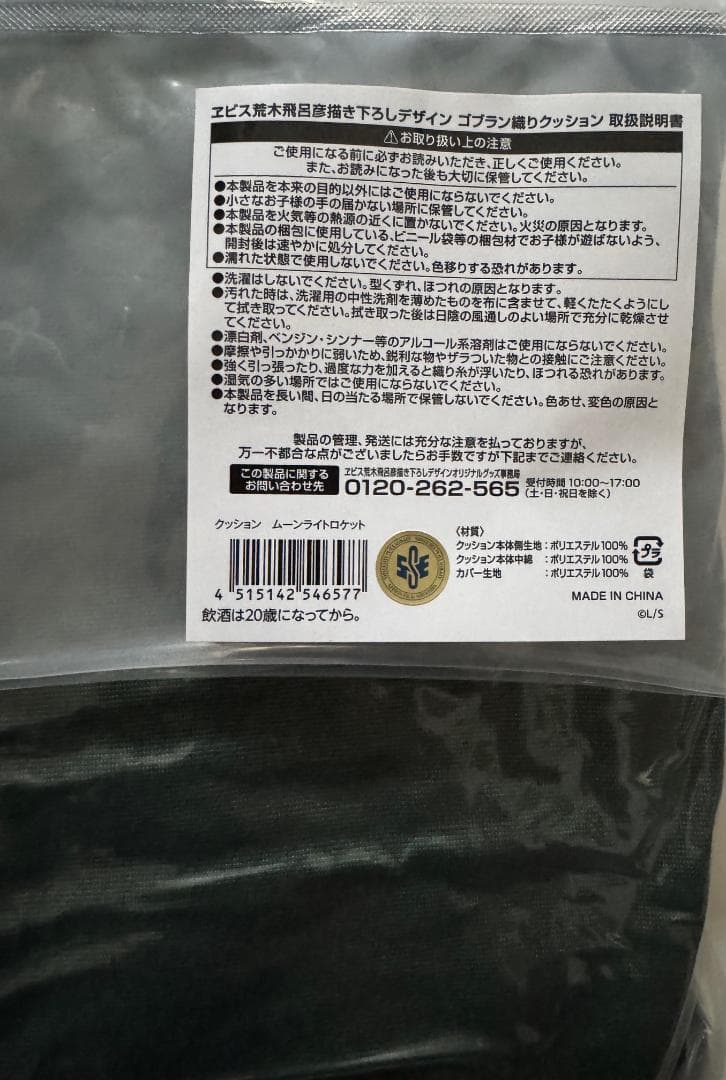 ヱビス荒木飛呂彦描き下ろしデザイン ゴブラン織りクッション 取扱説明書
⚠お取り扱い上の注意
ご使用になる前に必ずお読みいただき、正しくご使用ください。
また、お読みになった後も大切に保管してください。
●本製品を本来の目的以外にはご使用にならないでください。
●小さなお子様の手の届かない場所に保管してください。
●本製品を火気等の熱源の近くに置かないでください。火災の原因となります。
●本製品の梱包に使用している、ビニール袋等の梱包材でお子様が遊ばないよう、
開封後は速やかに処分してください。
●濡れた状態で使用しないでください。色移りする恐れがあります。
●洗濯はしないでください。型くずれ、ほつれの原因となります。
●汚れた時は、洗濯用の中性洗剤を薄めたものを布に含ませて、軽くたたくようにし
て拭き取ってください。拭き取った後は日陰の風通しのよい場所で充分に乾燥させ
てください。
●漂白剤、ベンジン・シンナー等のアルコール系溶剤はご使用にならないでください。
●摩擦や引っかかりに弱いため、鋭利な物やザラついた物との接触にご注意ください。
●強く引っ張ったり、過度な力を加えると織り糸が浮いたり、ほつれる恐れがあります。
●湿気の多い場所ではご使用にならないでください。
●本製品を長い間、日の当たる場所で保管しないでください。色あせ、変色の原因と
なります。
製品の管理、発送には充分な注意を払っておりますが、
万一不都合な点がございましたらお手数ですが下記までご連絡ください。
この製品に関する
お問い合わせ先
ヱビス荒木飛呂彦描き下ろしデザインオリジナルグッズ事務局
0120-262-565
受付時間 10:00~17:00
(土・日・祝日を除く)
クッション ムーンライトロケット
4 515142 546577
飲酒は20歳になってから。
〈材質〉
クッション本体側生地:ポリエステル100%
クッション本体中綿 :ポリエステル100%
カバー生地 :ポリエステル100%
プラ
袋
MADE IN CHINA
©L/S